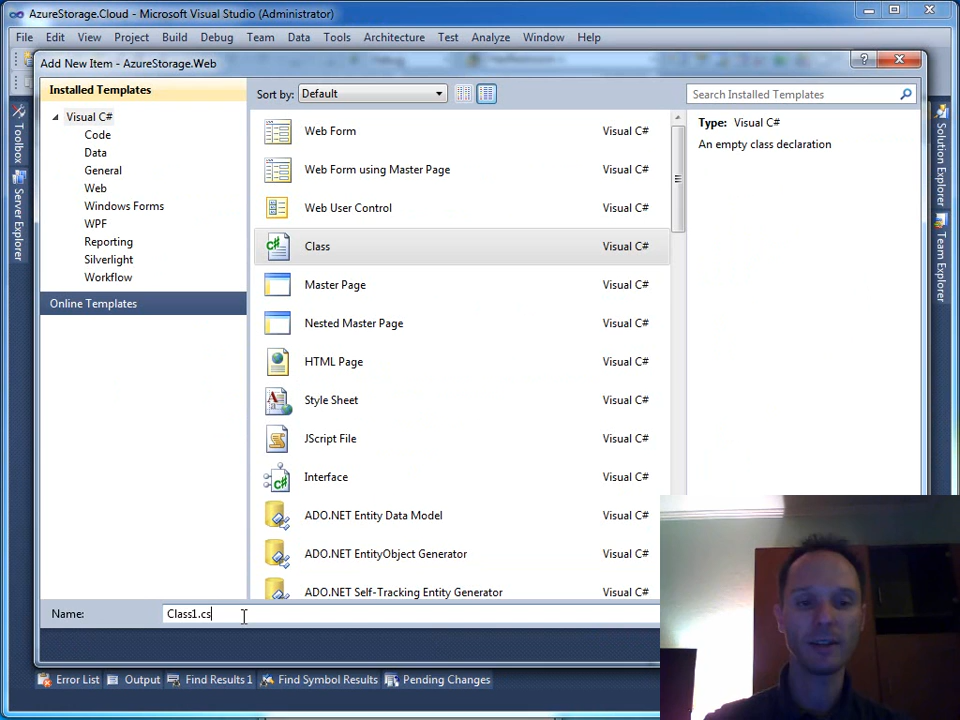 AzureStorage.Cloud - Microsoft Visual Studio (Administrator)
File Edit View Project Build Debug Team Data Tools Architecture Test Analyze Window Help
Add New Item - AzureStorage.Web
Installed Templates
Sort by: Default
Search Installed Templates
Visual C#
Code
Data
General
Web
Windows Forms
WPF
Reporting
Silverlight
Workflow
Online Templates
Web Form Visual C#
Web Form using Master Page Visual C#
Web User Control Visual C#
Class Visual C#
Master Page Visual C#
Nested Master Page Visual C#
HTML Page Visual C#
Style Sheet Visual C#
JScript File Visual C#
Interface Visual C#
ADO.NET Entity Data Model Visual C#
ADO.NET EntityObject Generator Visual C#
ADO.NET Self-Tracking Entity Generator Visual C#
Type: Visual C#
An empty class declaration
Toolbox
Server Explorer
Solution Explorer
Team Explorer
Name: Class1.cs
Error List Output Find Results 1 Find Symbol Results Pending Changes